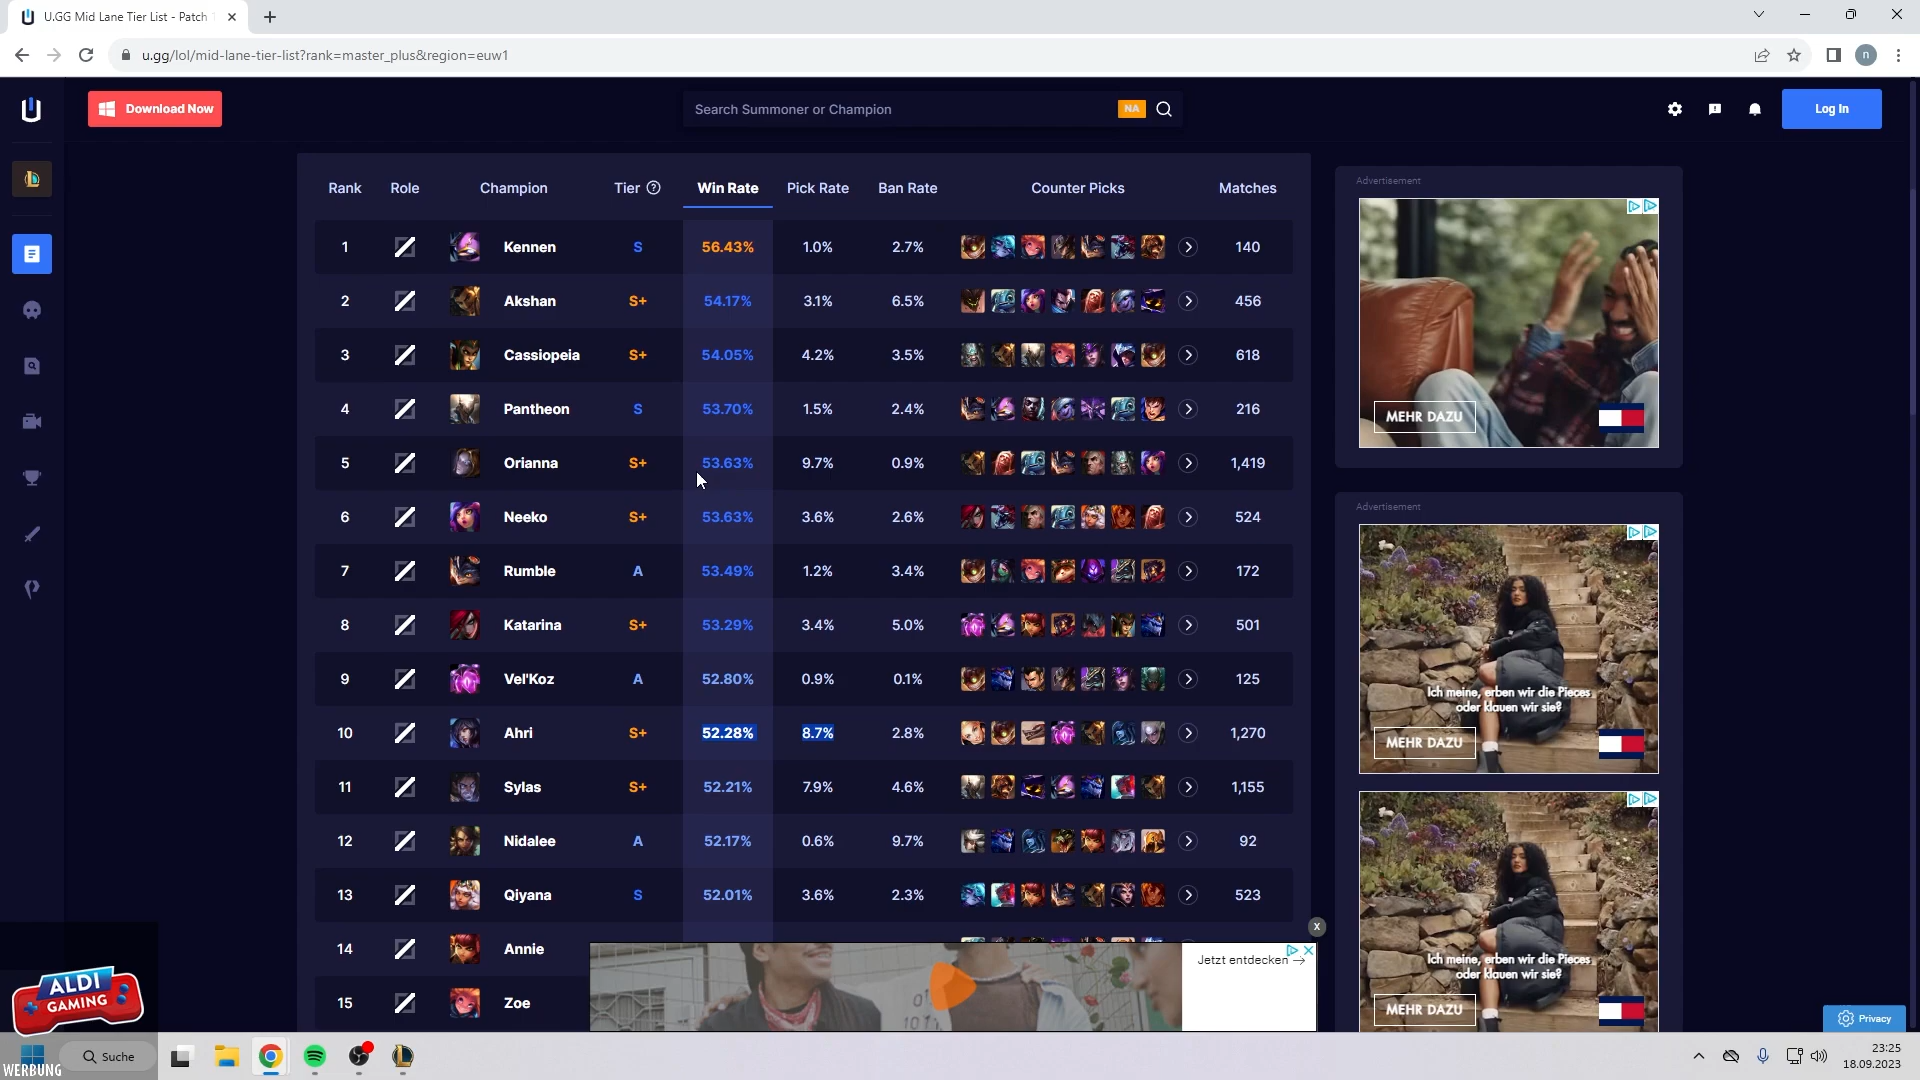 U.GG Mid Lane Tier List - Patch
u.gg/lol/mid-lane-tier-list?rank=master_plus&region=euw1
n
Download Now
Search Summoner or Champion
NA
Log In
Rank Role Champion Tier ? Win Rate Pick Rate Ban Rate Counter Picks Matches
1 Kennen S 56.43% 1.0% 2.7% 140
2 Akshan S+ 54.17% 3.1% 6.5% 456
3 Cassiopeia S+ 54.05% 4.2% 3.5% 618
4 Pantheon S 53.70% 1.5% 2.4% 216
5 Orianna S+ 53.63% 9.7% 0.9% 1,419
6 Neeko S+ 53.63% 3.6% 2.6% 524
7 Rumble A 53.49% 1.2% 3.4% 172
8 Katarina S+ 53.29% 3.4% 5.0% 501
9 Vel'Koz A 52.80% 0.9% 0.1% 125
10 Ahri S+ 52.28% 8.7% 2.8% 1,270
11 Sylas S+ 52.21% 7.9% 4.6% 1,155
12 Nidalee A 52.17% 0.6% 9.7% 92
13 Qiyana S 52.01% 3.6% 2.3% 523
14 Annie
15 Zoe
Advertisement
MEHR DAZU
Advertisement
Ich meine, erben wir die Pieces
oder klauen wir sie?
MEHR DAZU
Ich meine, erben wir die Pieces
oder klauen wir sie?
MEHR DAZU
X
Jetzt entdecken →
Privacy
ALDI
GAMING
WERBUNG
Suche
23:25
18.09.2023